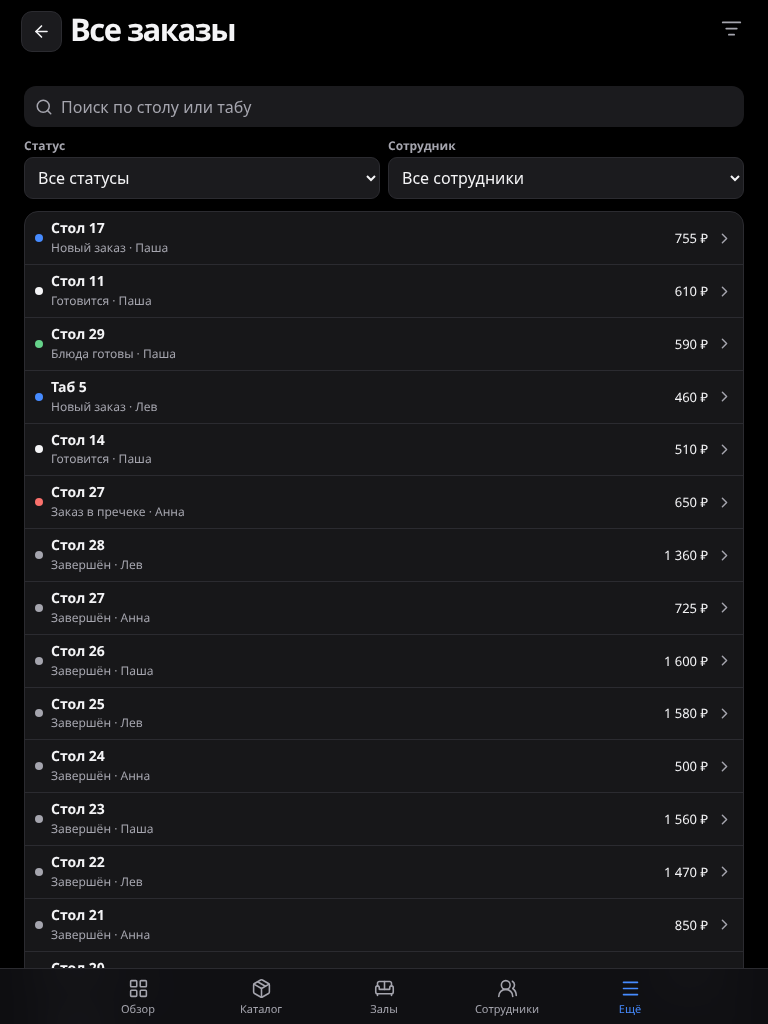 Все заказы
Поиск по столу или табу
Статус
Сотрудник
Все статусы
Все сотрудники
Стол 17
Новый заказ · Паша
755 ₽
Стол 11
Готовится · Паша
610 ₽
Стол 29
Блюда готовы · Паша
590 ₽
Таб 5
Новый заказ · Лев
460 ₽
Стол 14
Готовится · Паша
510 ₽
Стол 27
Заказ в пречеке · Анна
650 ₽
Стол 28
Завершён · Лев
1 360 ₽
Стол 27
Завершён · Анна
725 ₽
Стол 26
Завершён · Паша
1 600 ₽
Стол 25
Завершён · Лев
1 580 ₽
Стол 24
Завершён · Анна
500 ₽
Стол 23
Завершён · Паша
1 560 ₽
Стол 22
Завершён · Лев
1 470 ₽
Стол 21
Завершён · Анна
850 ₽
Стол 20
Обзор
Каталог
Залы
Сотрудники
Ещё